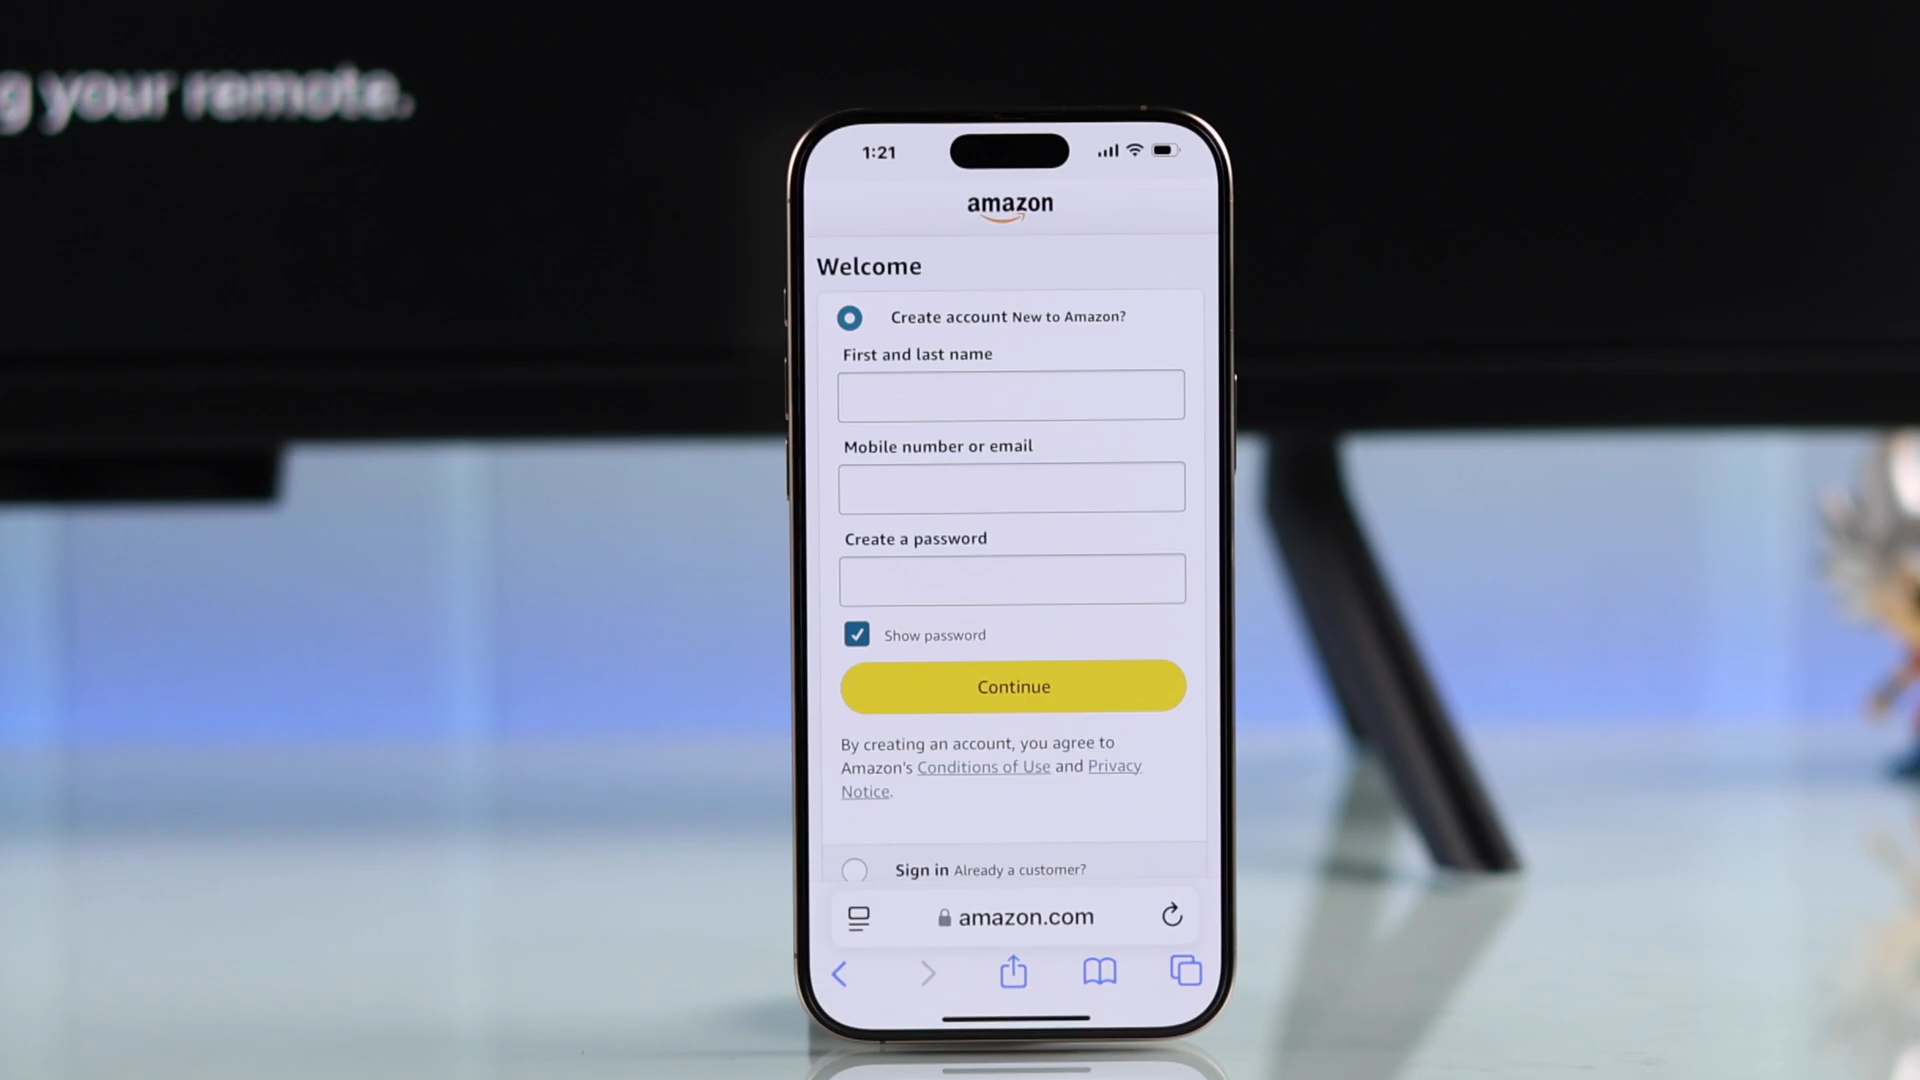 g your remote.
1:21
amazon
Welcome
Create account New to Amazon?
First and last name
Mobile number or email
Create a password
Show password
Continue
By creating an account, you agree to
Amazon's Conditions of Use and Privacy
Notice.
Sign in Already a customer?
amazon.com